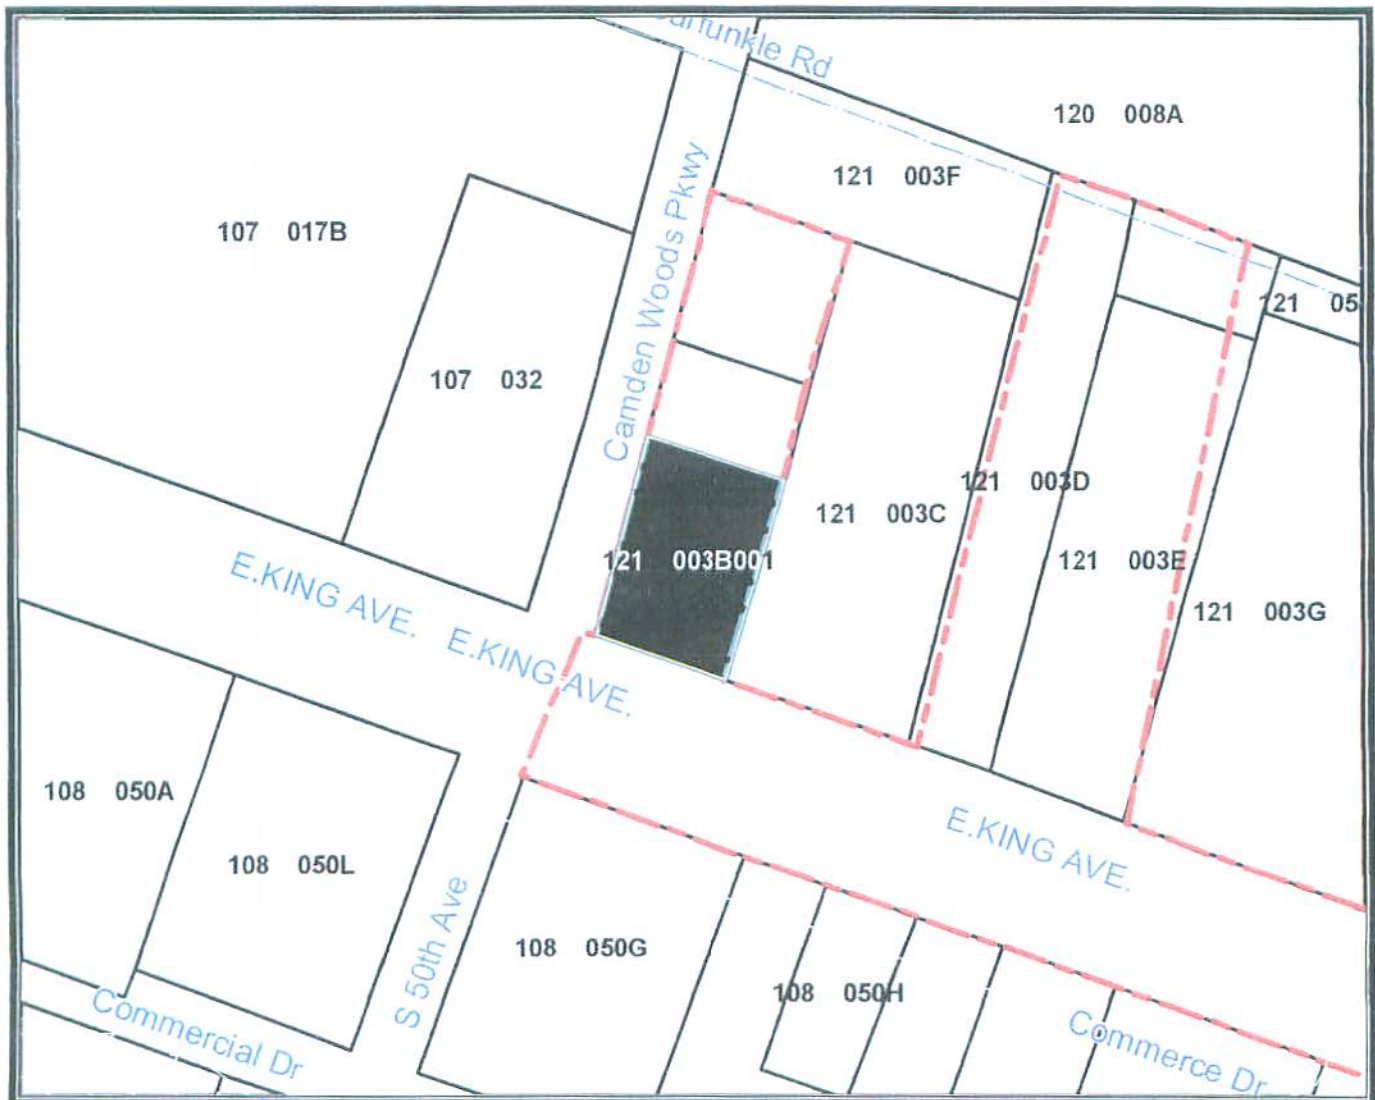 Rd
120 008A
121 003F
107 017B
Camden Woods Pkwy
121 05
107 032
121 003D
121 003C
121 003B001
121 003E
E.KING AVE.
121 003G
E.KING AVE.
108 050A
E.KING AVE.
108 050L
S 50th Ave
108 050G
108 050H
Commercial Dr
Commerce Dr